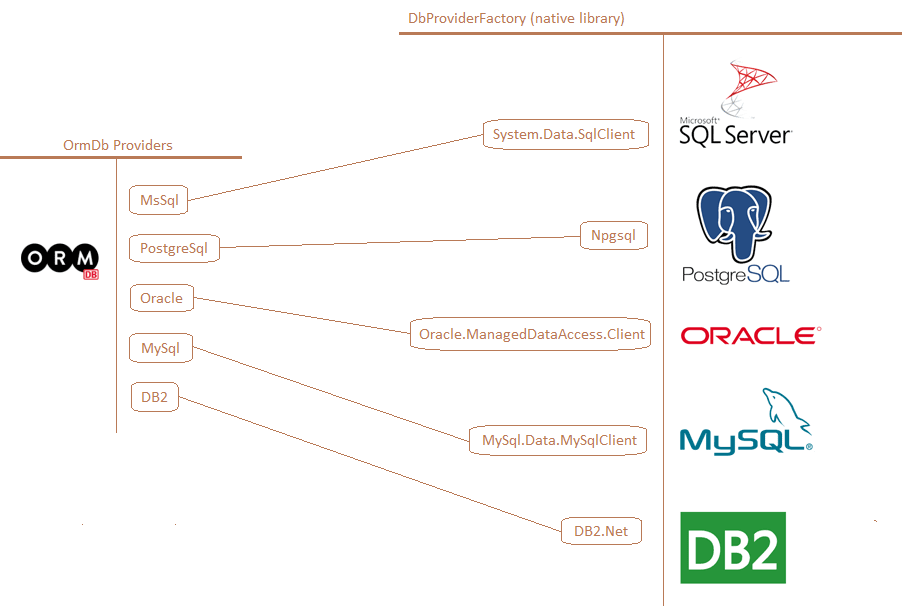 DbProviderFactory (native library)
OrmDb Providers
ORM
DB
MsSql
PostgreSql
Oracle
MySql
DB2
System.Data.SqlClient
Npgsql
Oracle.ManagedDataAccess.Client
MySql.Data.MySqlClient
DB2.Net
Microsoft®
SQL Server®
PostgreSQL
ORACLE®
MySQL®
DB2